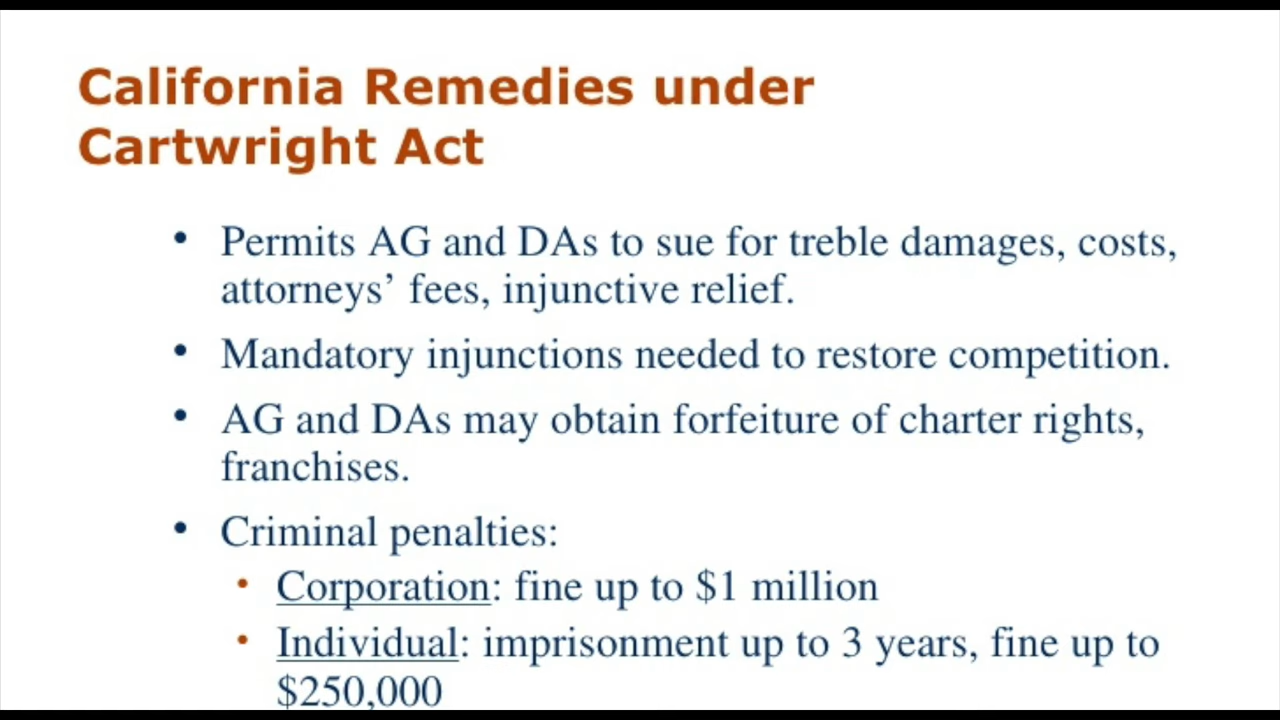 California Remedies under
Cartwright Act
• Permits AG and DAs to sue for treble damages, costs,
attorneys’ fees, injunctive relief.
• Mandatory injunctions needed to restore competition.
• AG and DAs may obtain forfeiture of charter rights,
franchises.
• Criminal penalties:
• Corporation: fine up to $1 million
• Individual: imprisonment up to 3 years, fine up to
$250,000